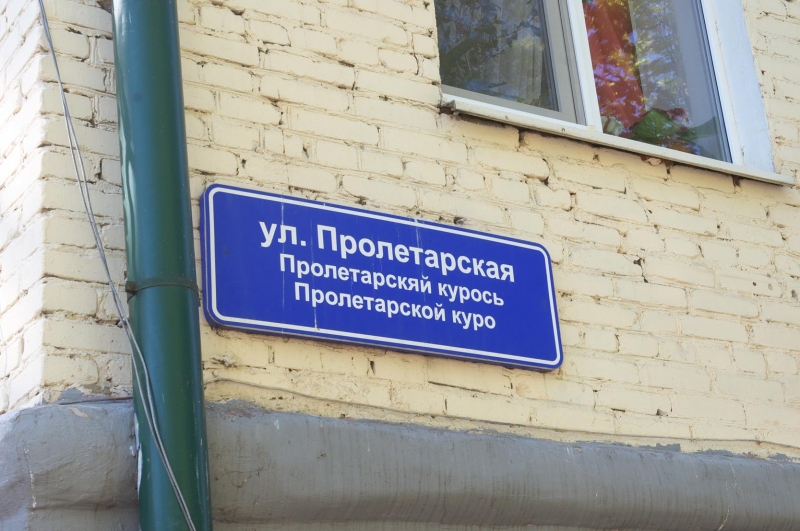 ул. Пролетарская
Пролетарскяй курось
Пролетарской куро